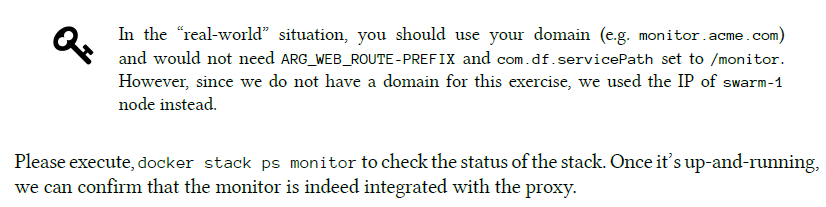 In the “real-world” situation, you should use your domain (e.g. monitor.acme.com)
and would not need ARG_WEB_ROUTE-PREFIX and com.df.servicePath set to /monitor.
However, since we do not have a domain for this exercise, we used the IP of swarm-1
node instead.
Please execute, docker stack ps monitor to check the status of the stack. Once it’s up-and-running,
we can confirm that the monitor is indeed integrated with the proxy.